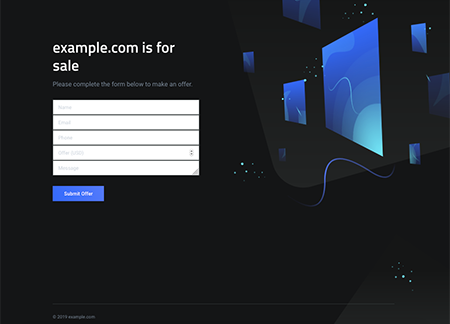 example.com is for
sale
Please complete the form below to make an offer
Name
Email
Phone
Offer (USD)
Message
Submit Offer
© 2019 example.com